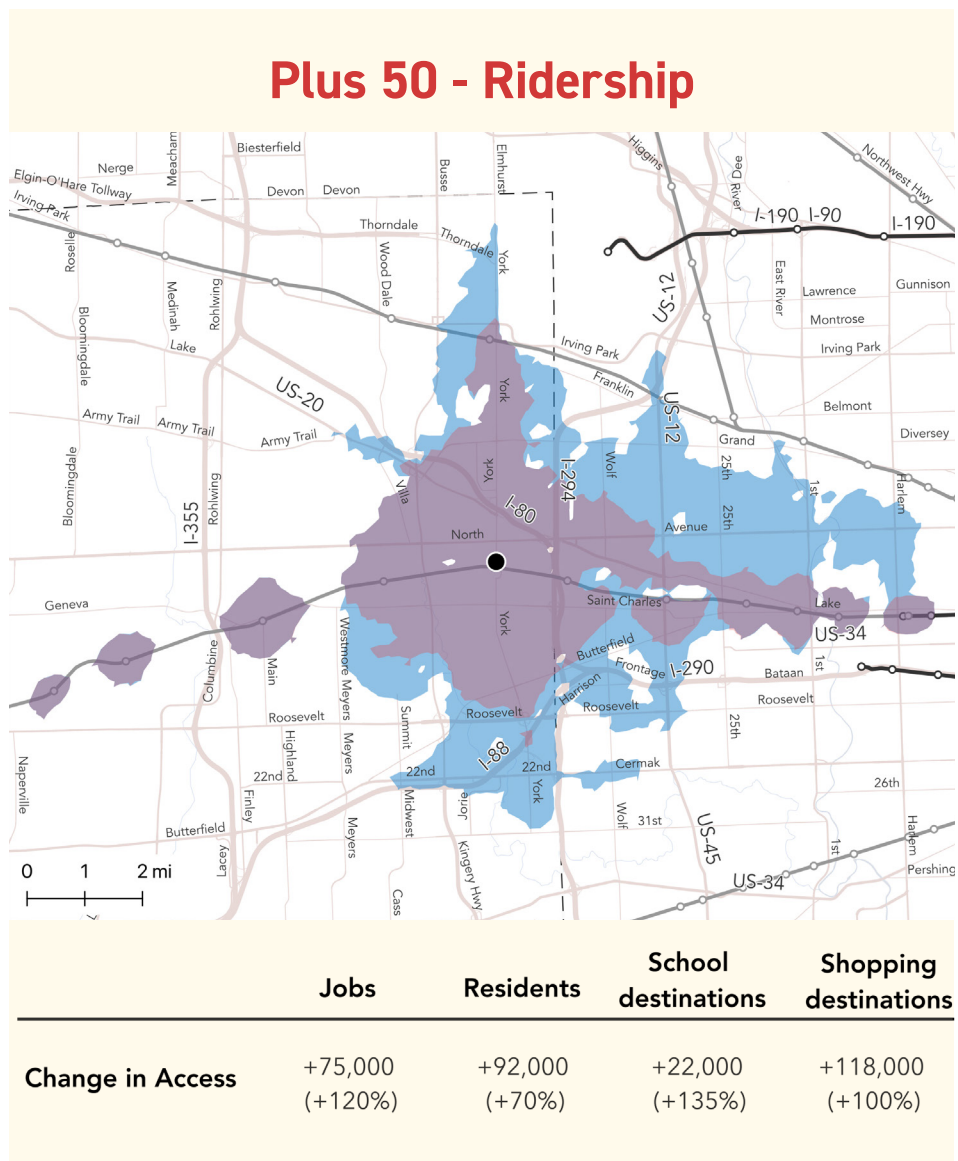 Plus 50 - Ridership
Biesterfield
Meacham
Nerge
Elgin-O'Hare Tollway
Devon
Devon
Busse
Elmhurst
Higgins
Dee River
Northwest Hwy
Irving Park
Thorndale
Thorndale
I-190
I-90
I-190
Roselle
Wood Dale
York
Medinah
Rohlwing
US-12
East River
Lawrence
Gunnison
Montrose
Bloomingdale
Lake
Irving Park
Irving Park
Franklin
US-20
York
US-12
Belmont
Army Trail
Army Trail
Army Trail
Grand
Diversey
Bloomingdale
York
Wolf
25th
I-294
Villa
Rohlwing
Harlem
1st
I-355
I-80
25th
North
Avenue
Geneva
Saint Charles
Lake
US-34
York
Westmore Meyers
Butterfield
Columbine
Main
Frontage
I-290
1st
Bataan
Harrison
Roosevelt
Roosevelt
Roosevelt
Roosevelt
Summit
25th
Highland
Meyers
I-88
Naperville
22nd
22nd
22nd
Cermak
26th
Finley
Midwest
Jorie
York
Wolf
31st
US-45
Harlem
Butterfield
Meyers
1st
Lacey
Kingery Hwy
Pershing
0 1 2 mi
US-34
Cass
Jobs
Residents
School
destinations
Shopping
destinations
Change in Access
+75,000
(+120%)
+92,000
(+70%)
+22,000
(+135%)
+118,000
(+100%)